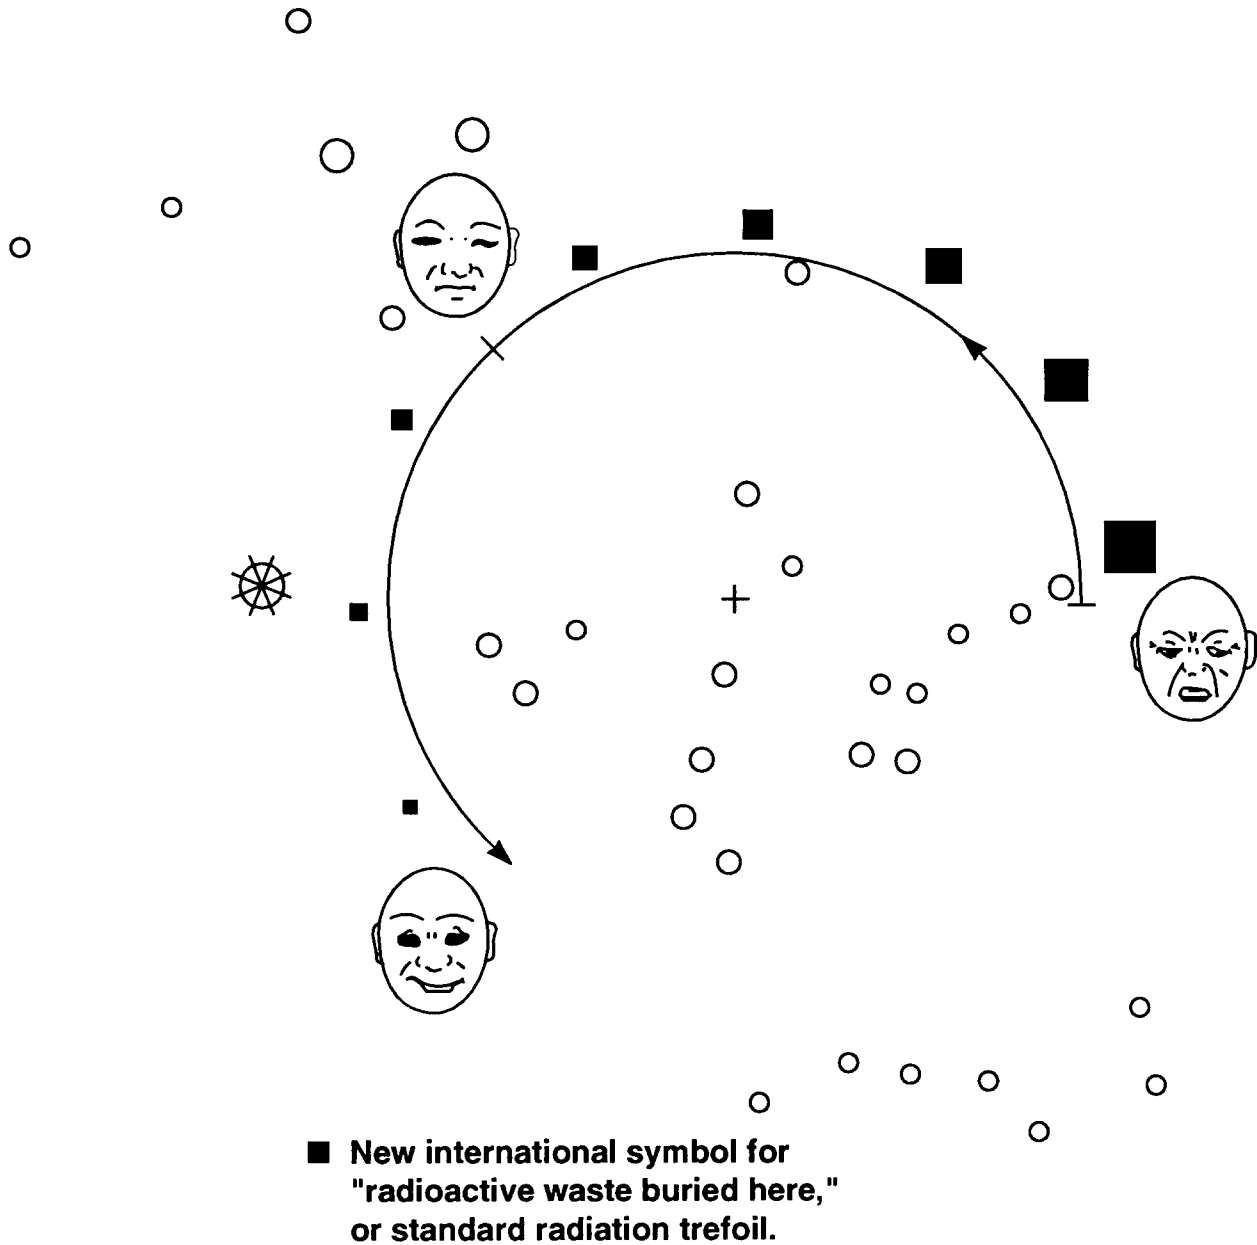 New international symbol for
"radioactive waste buried here,"
or standard radiation trefoil.